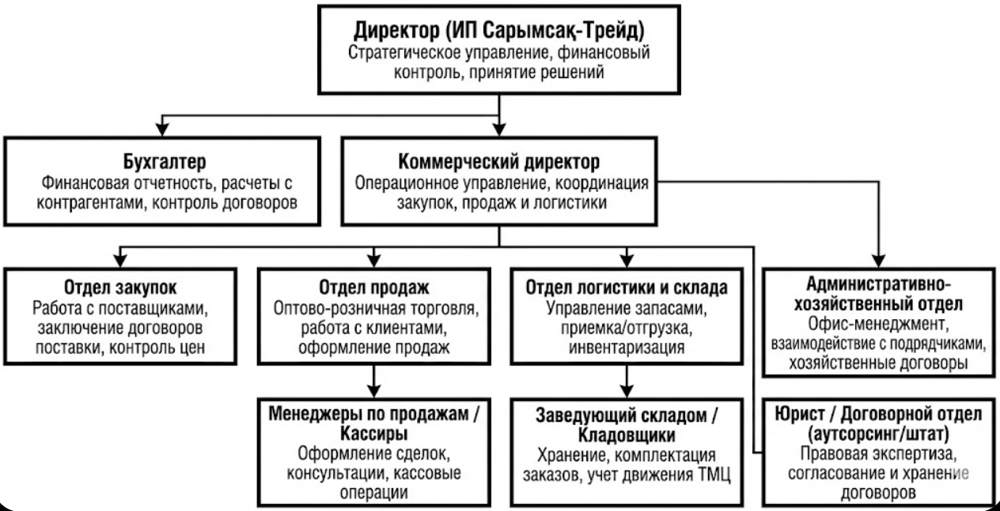 Директор (ИП Сарымсақ-Трейд)
Стратегическое управление, финансовый
контроль, принятие решений
Бухгалтер
Финансовая отчетность, расчеты с
контрагентами, контроль договоров
Коммерческий директор
Операционное управление, координация
закупок, продаж и логистики
Отдел закупок
Работа с поставщиками,
заключение договоров
поставки, контроль цен
Отдел продаж
Оптово-розничная торговля,
работа с клиентами,
оформление продаж
Отдел логистики и склада
Управление запасами,
приемка/отгрузка,
инвентаризация
Административно-
хозяйственный отдел
Офис-менеджмент,
взаимодействие с подрядчиками,
хозяйственные договоры
Менеджеры по продажам /
Кассиры
Оформление сделок,
консультации, кассовые
операции
Заведующий складом /
Кладовщики
Хранение, комплектация
заказов, учет движения ТМЦ
Юрист / Договорной отдел
(аутсорсинг/штат)
Правовая экспертиза,
согласование и хранение
договоров